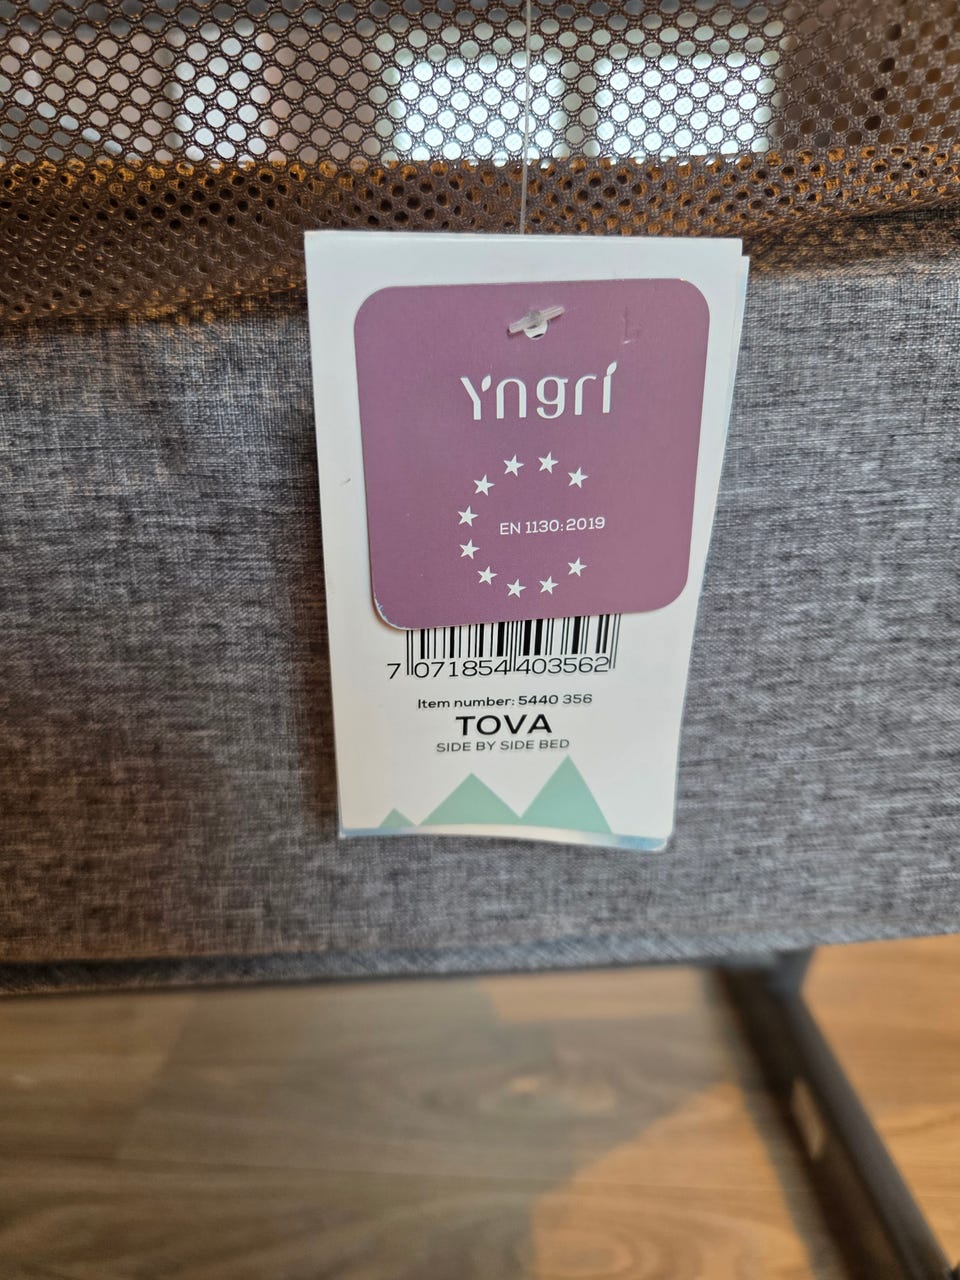 Yngri
EN 1130:2019
7 071854 403562
Item number: 5440 356
TOVA
SIDE BY SIDE BED